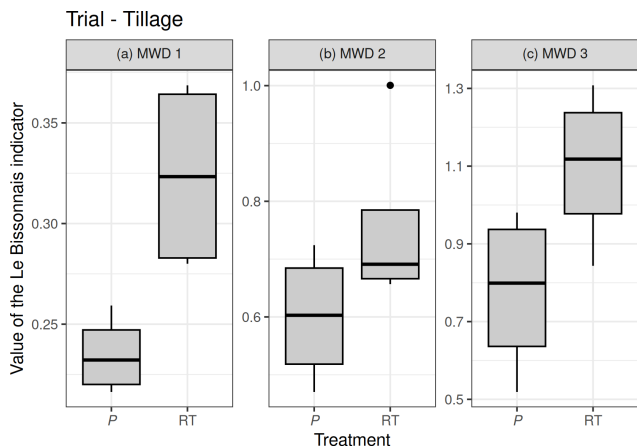 Trial - Tillage
(a) MWD 1
(b) MWD 2
(c) MWD 3
Value of the Le Bissonnais indicator
0.35
0.30
0.25
1.0
0.8
0.6
1.3
1.1
0.9
0.7
0.5
P RT
P RT
P RT
Treatment